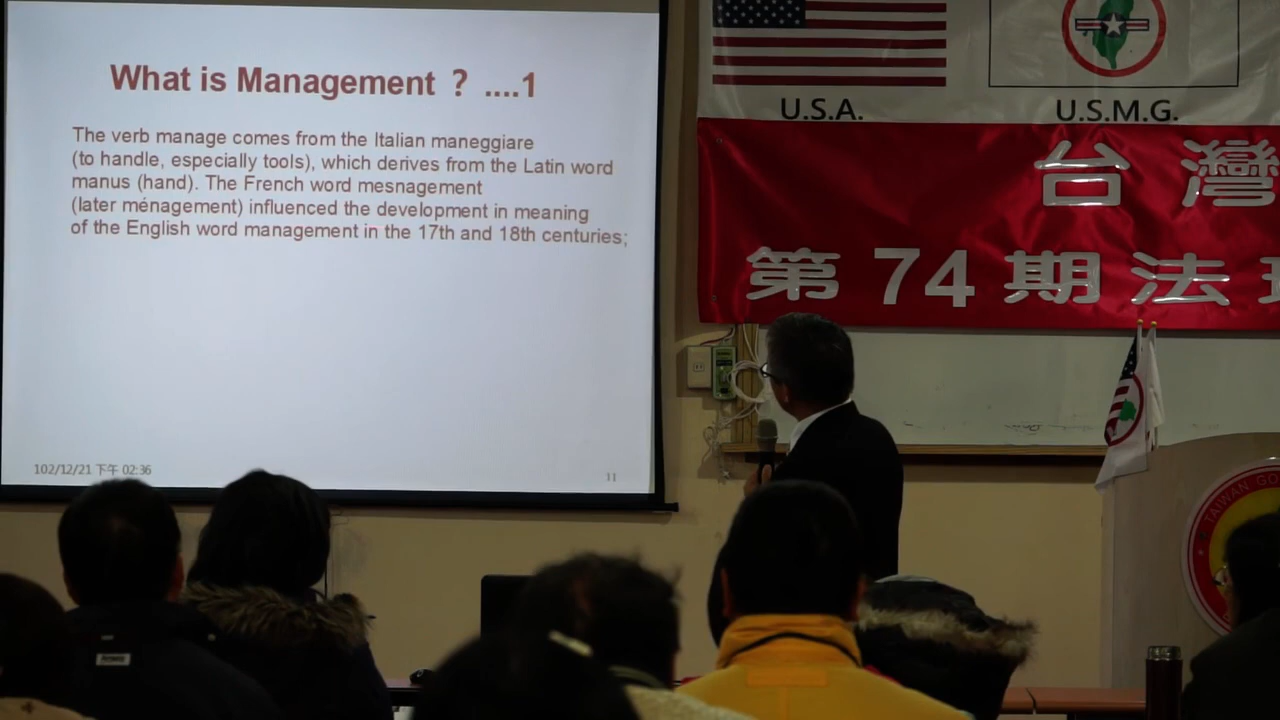 What is Management ? ....1
The verb manage comes from the Italian maneggiare
(to handle, especially tools), which derives from the Latin word
manus (hand). The French word mesnagement
(later ménagement) influenced the development in meaning
of the English word management in the 17th and 18th centuries;
102/12/21 下午 02:36
11
U.S.A.
U.S.M.G.
台灣
第74期法
TAIWAN GO